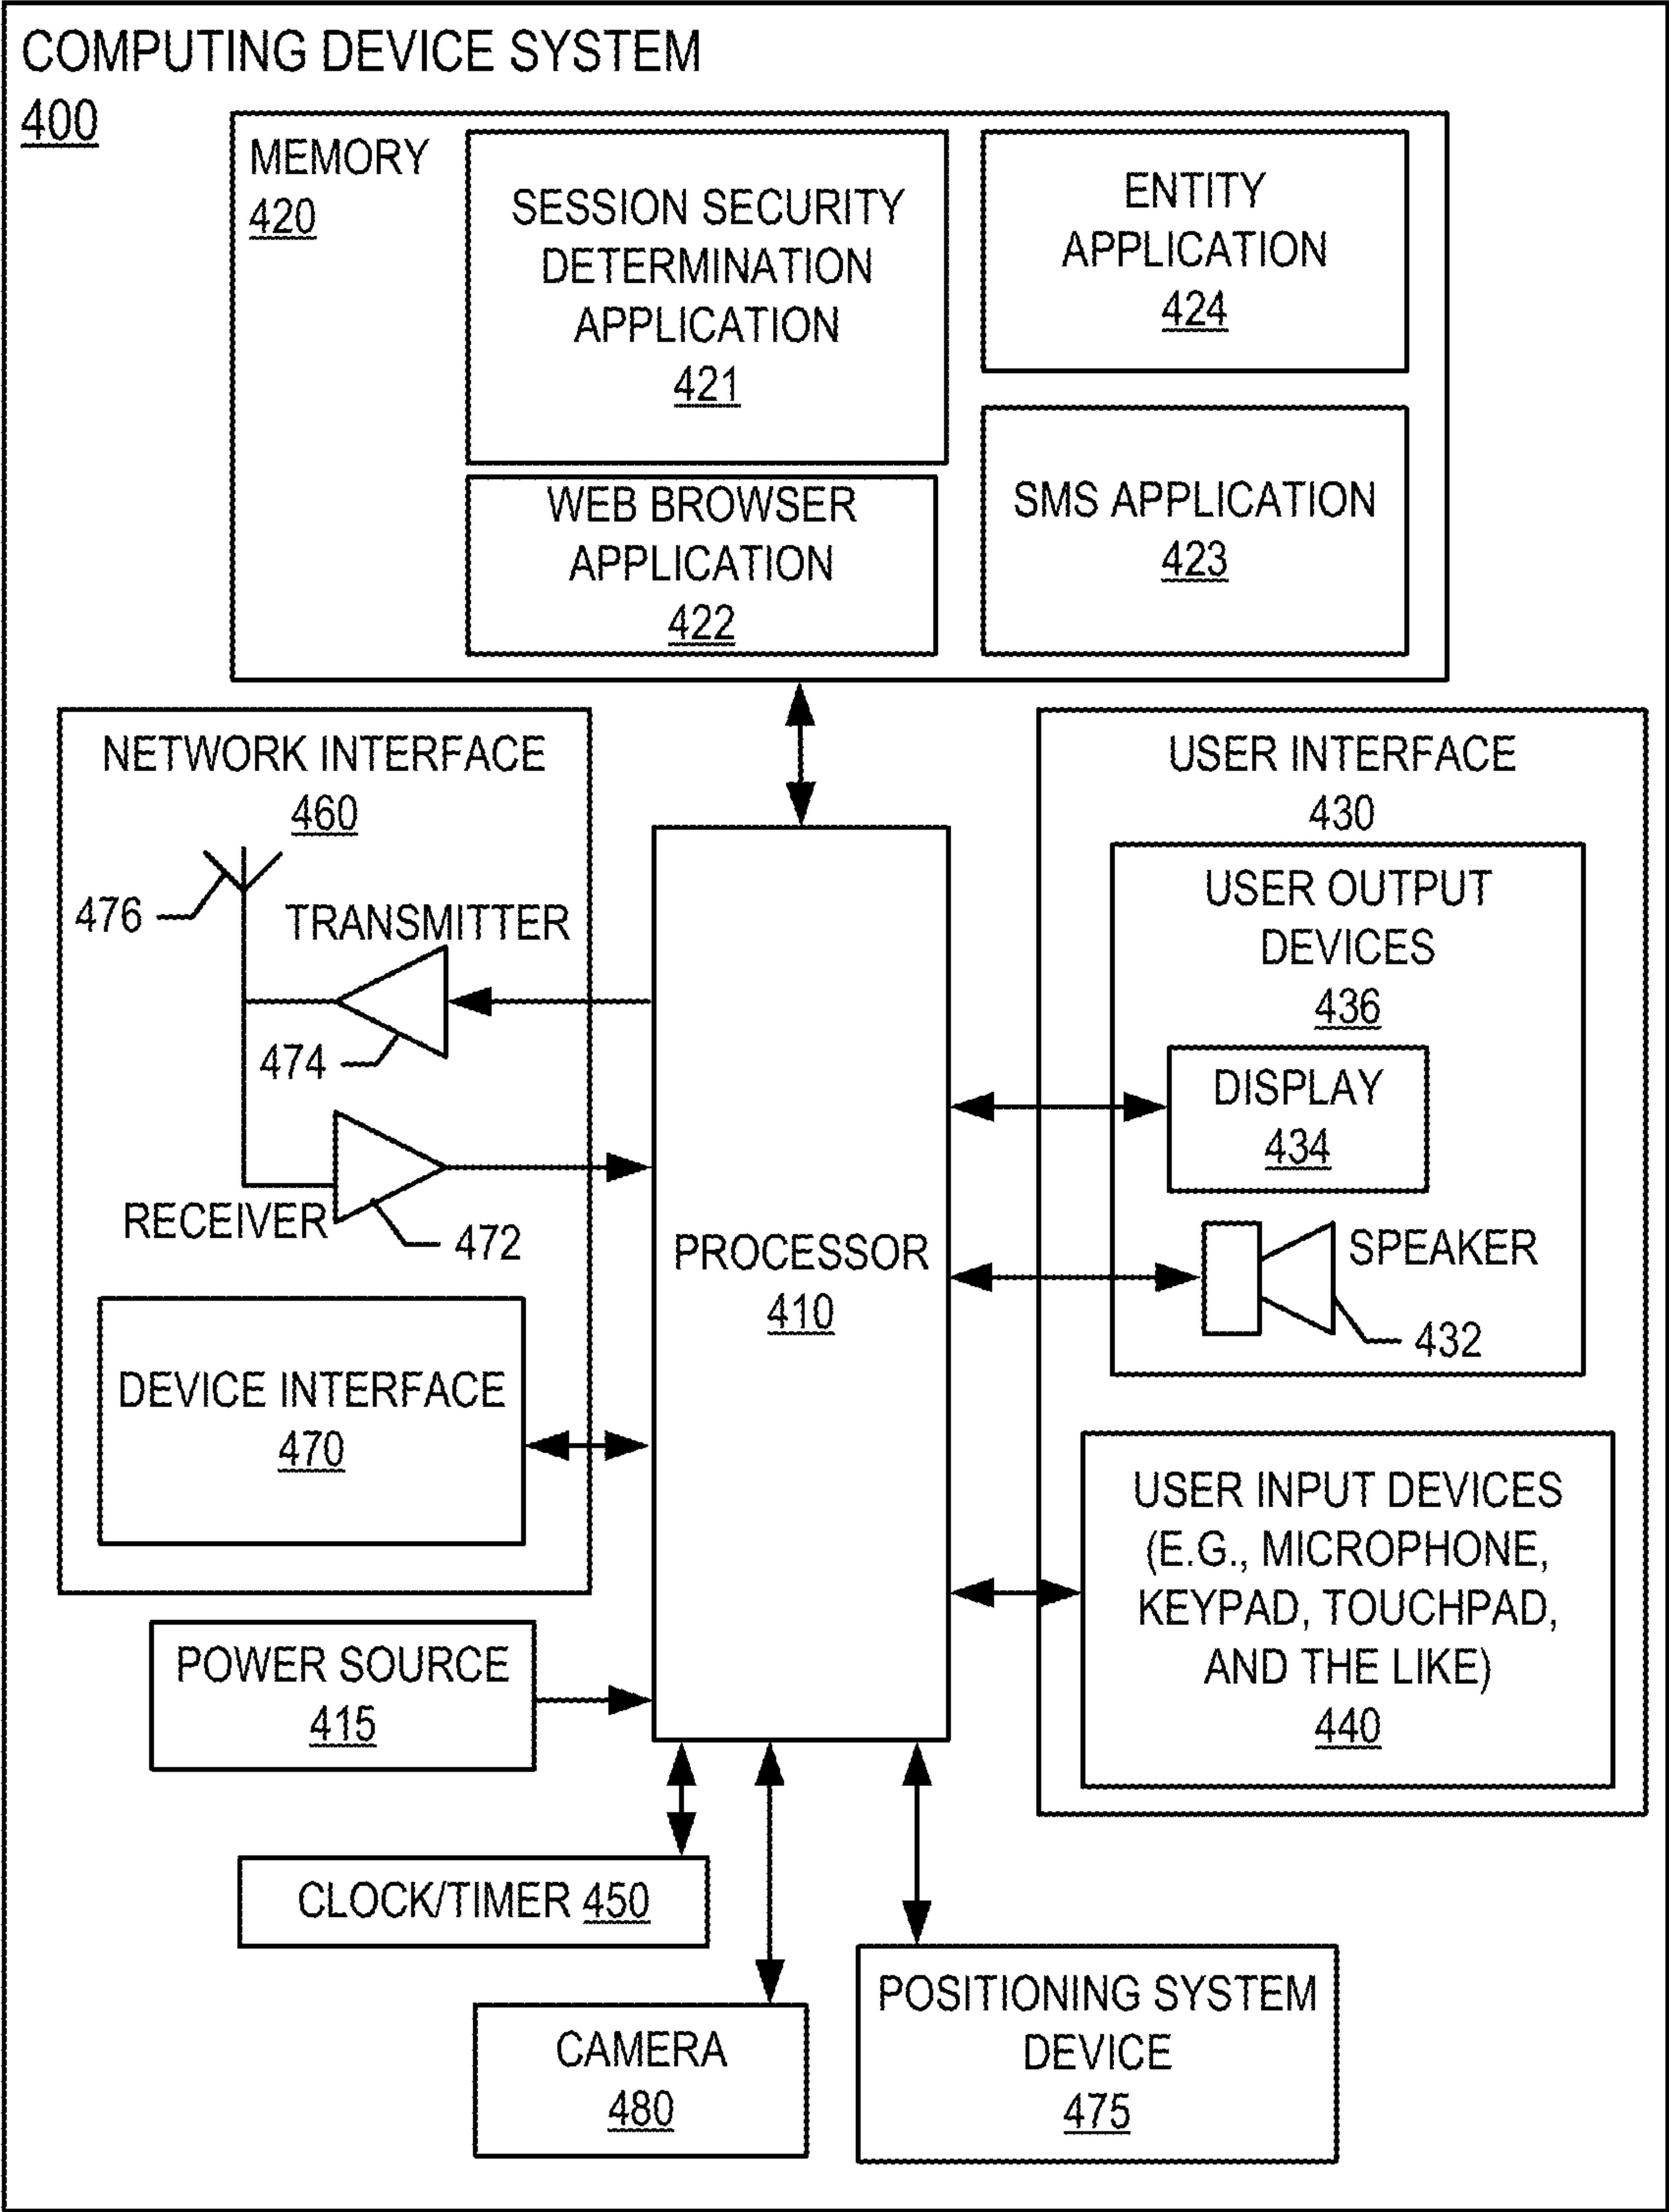 COMPUTING DEVICE SYSTEM
400
MEMORY
420
SESSION SECURITY
DETERMINATION
APPLICATION
421
ENTITY
APPLICATION
424
WEB BROWSER
APPLICATION
422
SMS APPLICATION
423
NETWORK INTERFACE
460
476
TRANSMITTER
474
RECEIVER
472
DEVICE INTERFACE
470
PROCESSOR
410
USER INTERFACE
430
USER OUTPUT
DEVICES
436
DISPLAY
434
SPEAKER
432
USER INPUT DEVICES
(E.G., MICROPHONE,
KEYPAD, TOUCHPAD,
AND THE LIKE)
440
POWER SOURCE
415
CLOCK/TIMER 450
CAMERA
480
POSITIONING SYSTEM
DEVICE
475